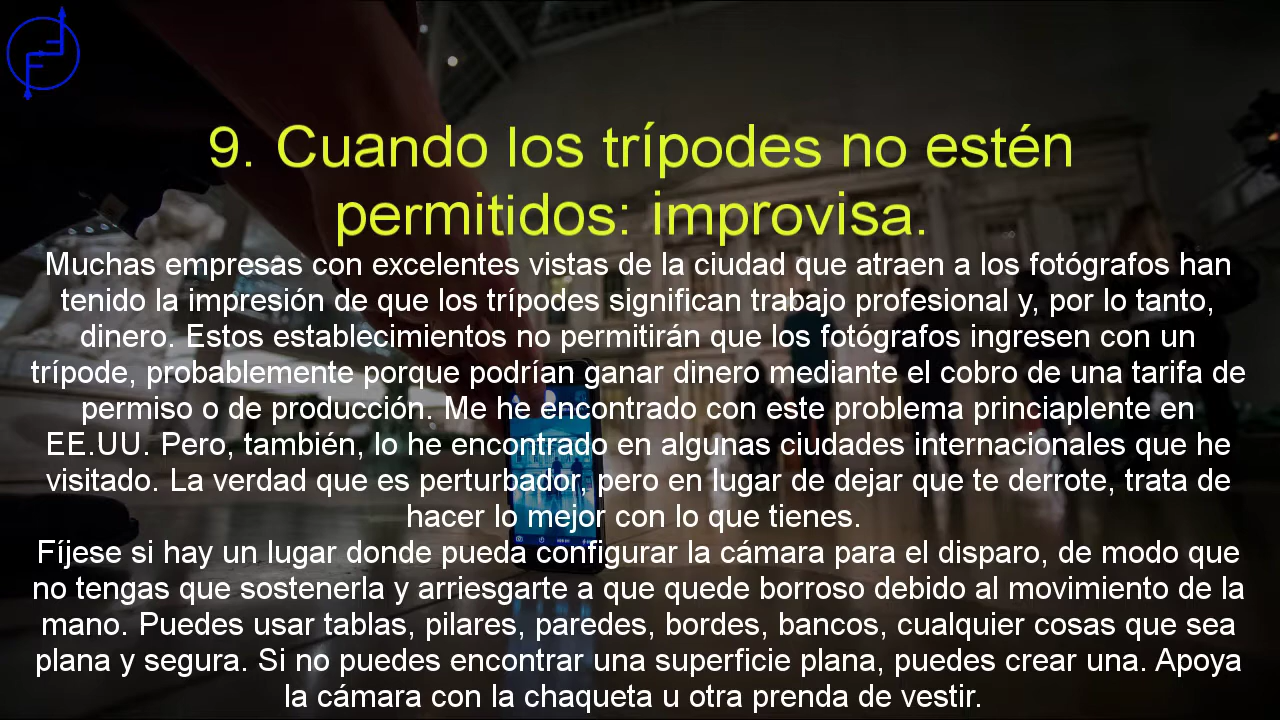 9. Cuando los trípodes no estén
permitidos: improvisa.
Muchas empresas con excelentes vistas de la ciudad que atraen a los fotógrafos han
tenido la impresión de que los trípodes significan trabajo profesional y, por lo tanto,
dinero. Estos establecimientos no permitirán que los fotógrafos ingresen con un
trípode, probablemente porque podrían ganar dinero mediante el cobro de una tarifa de
permiso o de producción. Me he encontrado con este problema princiaplente en
EE.UU. Pero, también, lo he encontrado en algunas ciudades internacionales que he
visitado. La verdad que es perturbador, pero en lugar de dejar que te derrote, trata de
hacer lo mejor con lo que tienes.
Fíjese si hay un lugar donde pueda configurar la cámara para el disparo, de modo que
no tengas que sostenerla y arriesgarte a que quede borroso debido al movimiento de la
mano. Puedes usar tablas, pilares, paredes, bordes, bancos, cualquier cosas que sea
plana y segura. Si no puedes encontrar una superficie plana, puedes crear una. Apoya
la cámara con la chaqueta u otra prenda de vestir.